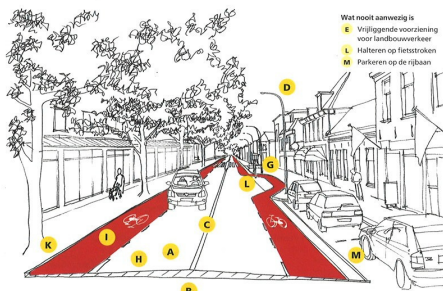 Wat nooit aanwezig is
E Vrijliggende voorziening
voor landbouwverkeer
L Halteren op fietsstroken
M Parkeren op de rijbaan
D
G
L
C
K
I
A
H
M